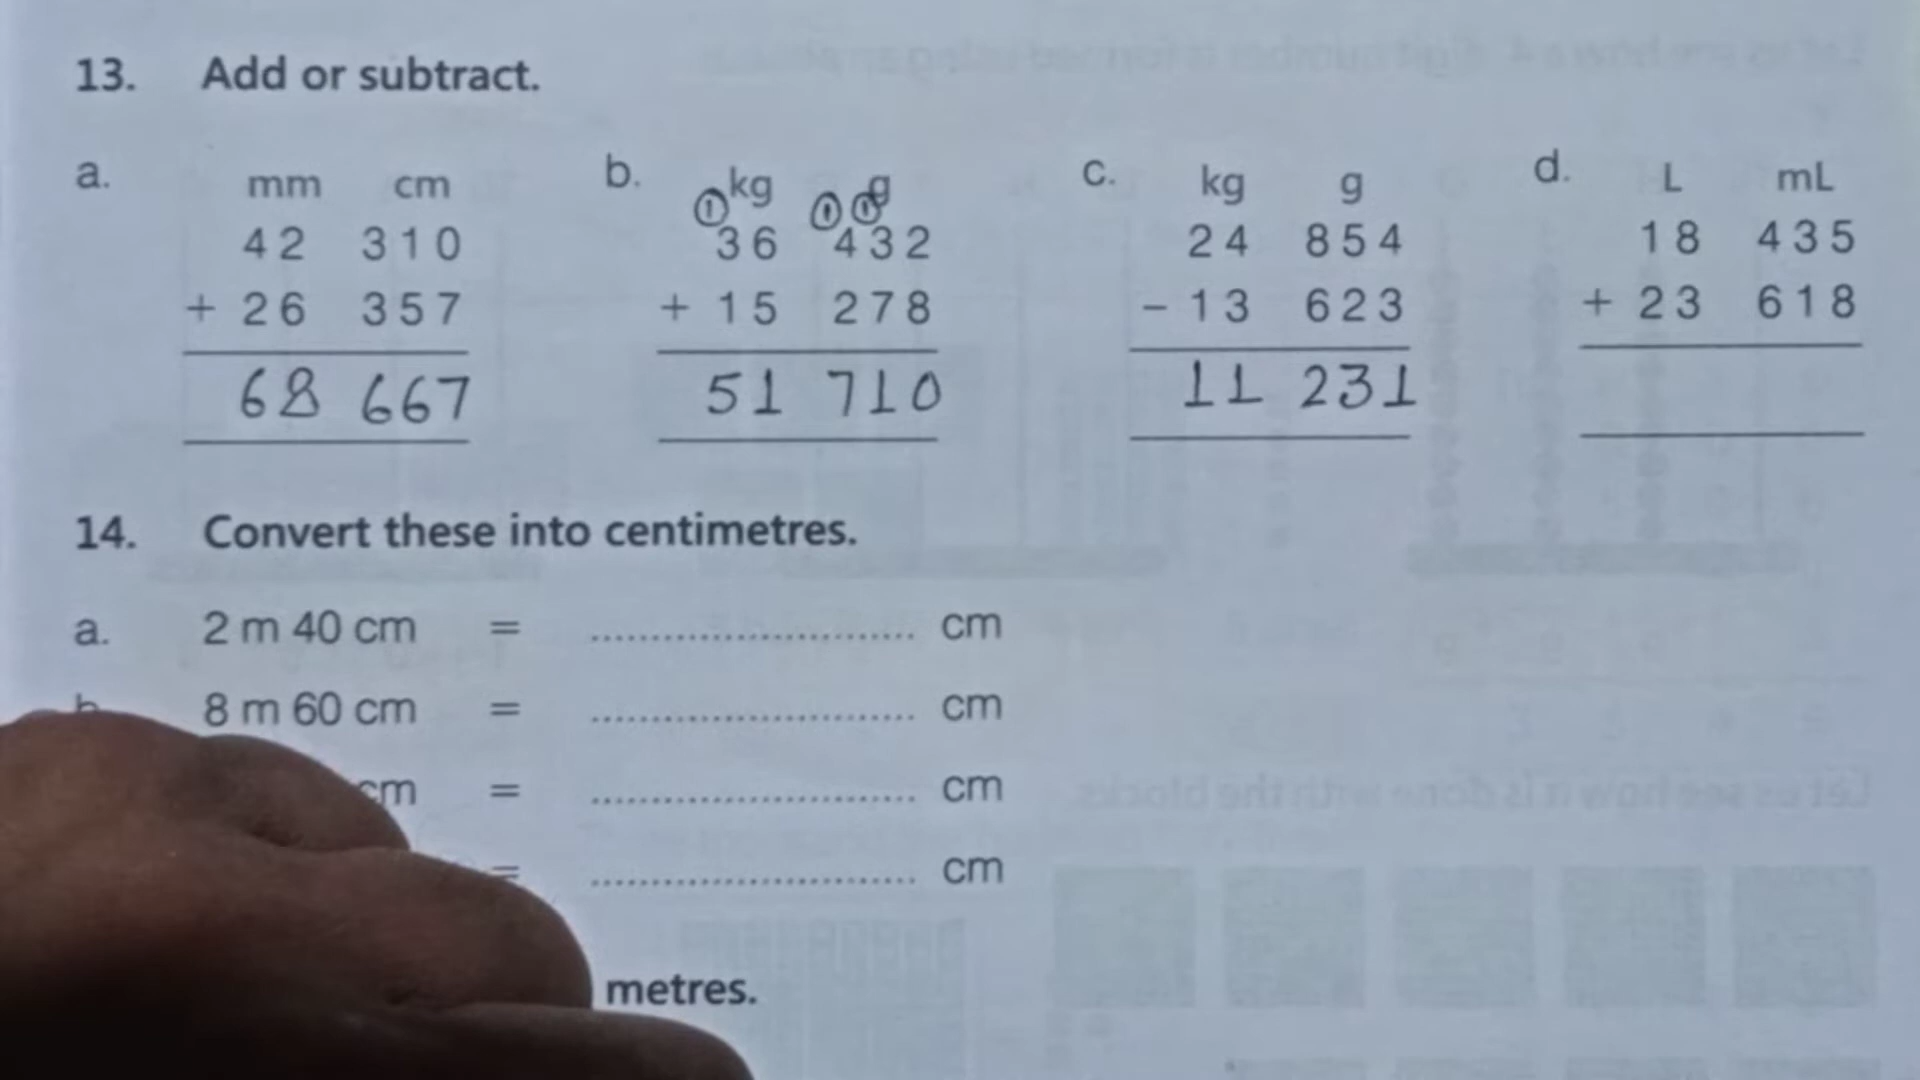 13. Add or subtract.
a. mm cm
42 310
+ 26 357
68 667
b. kg g
1 1 1
36 432
+ 15 278
51 710
c. kg g
24 854
- 13 623
11 231
d. L mL
18 435
+ 23 618
14. Convert these into centimetres.
a. 2 m 40 cm = .......................... cm
8 m 60 cm = .......................... cm
cm = .......................... cm
= .......................... cm
metres.